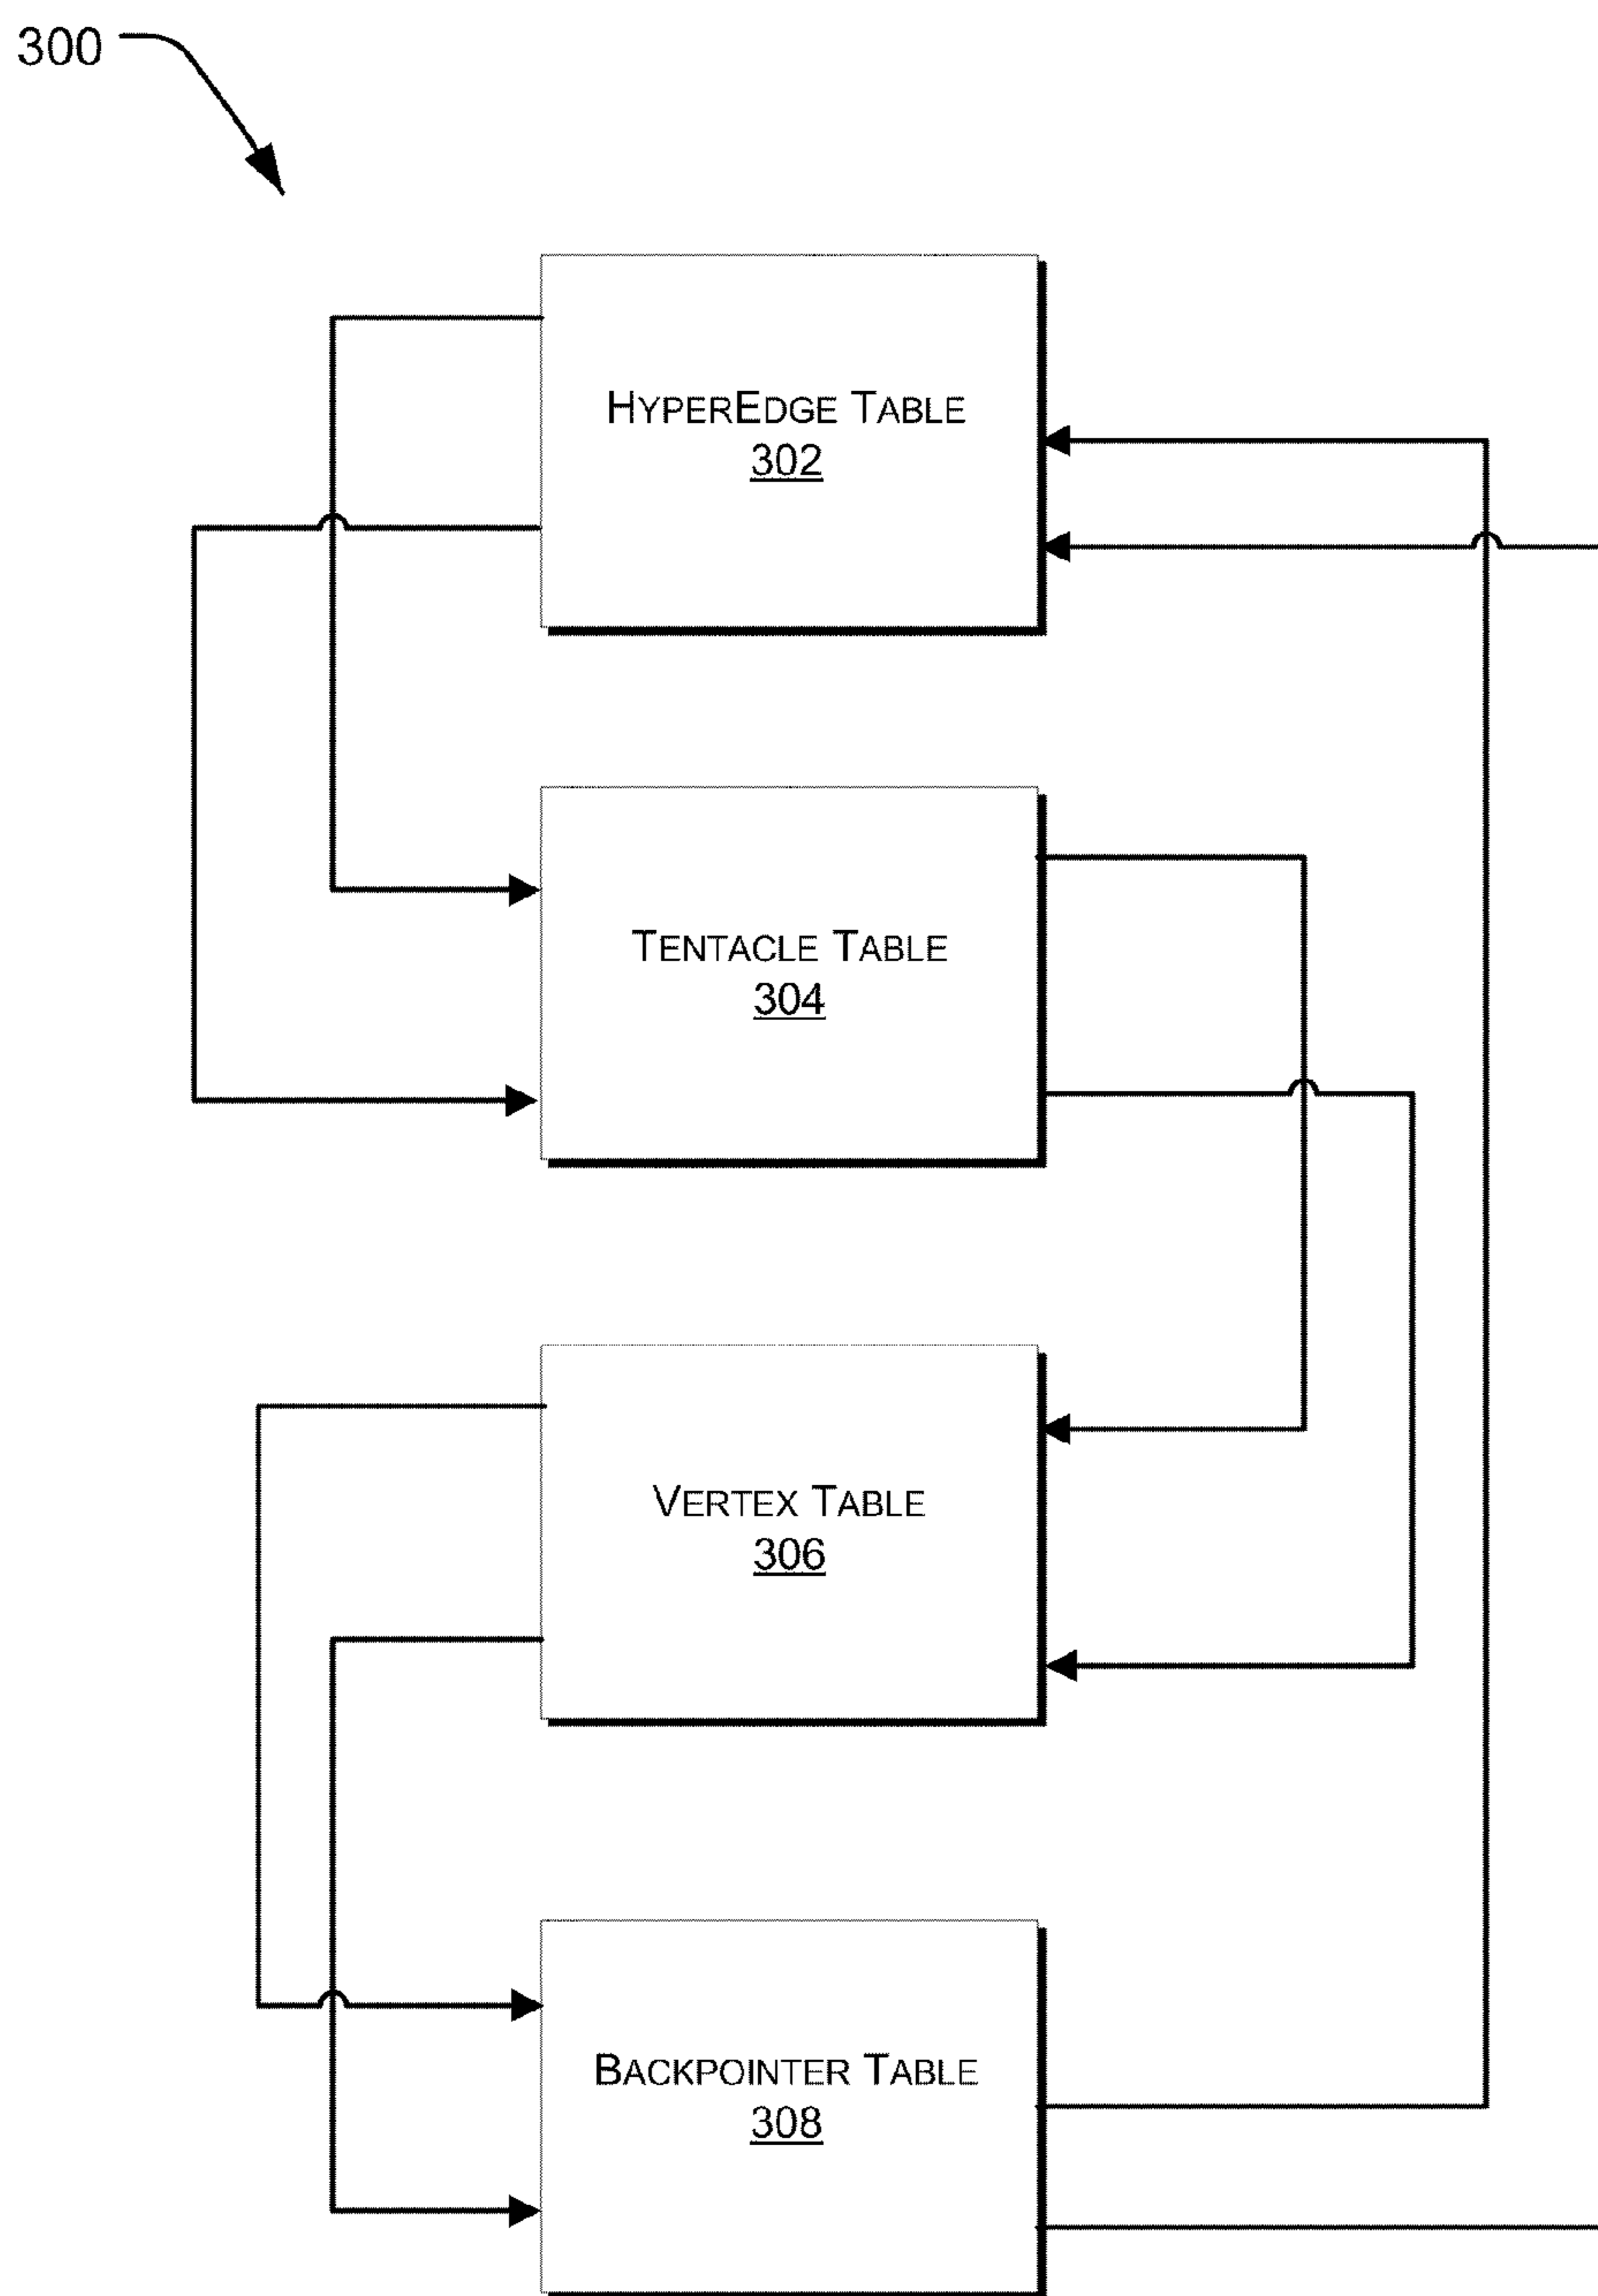 300
HYPEREDGE TABLE
302
TENTACLE TABLE
304
VERTEX TABLE
306
BACKPOINTER TABLE
308